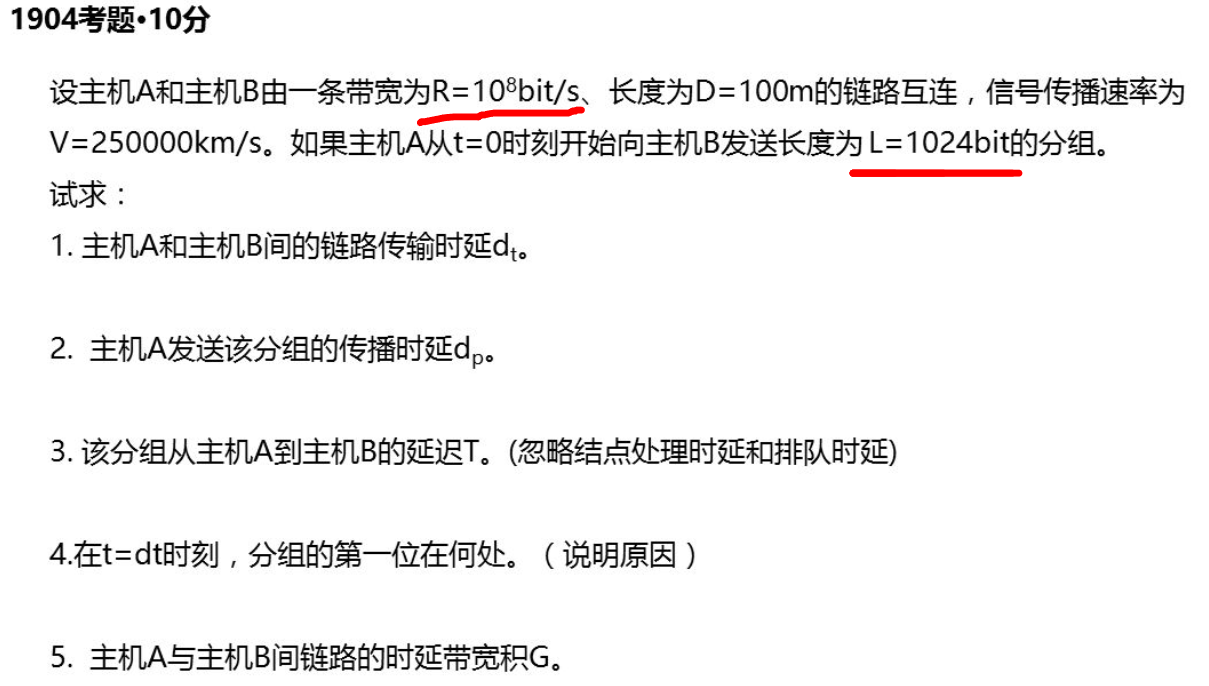 1904考题•10分
设主机A和主机B由一条带宽为R=10⁸bit/s、长度为D=100m的链路互连，信号传播速率为
V=250000km/s。如果主机A从t=0时刻开始向主机B发送长度为L=1024bit的分组。
试求：
1. 主机A和主机B间的链路传输时延dₜ。
2. 主机A发送该分组的传播时延dₚ。
3. 该分组从主机A到主机B的延迟T。(忽略结点处理时延和排队时延)
4.在t=dt时刻，分组的第一位在何处。（说明原因）
5. 主机A与主机B间链路的时延带宽积G。